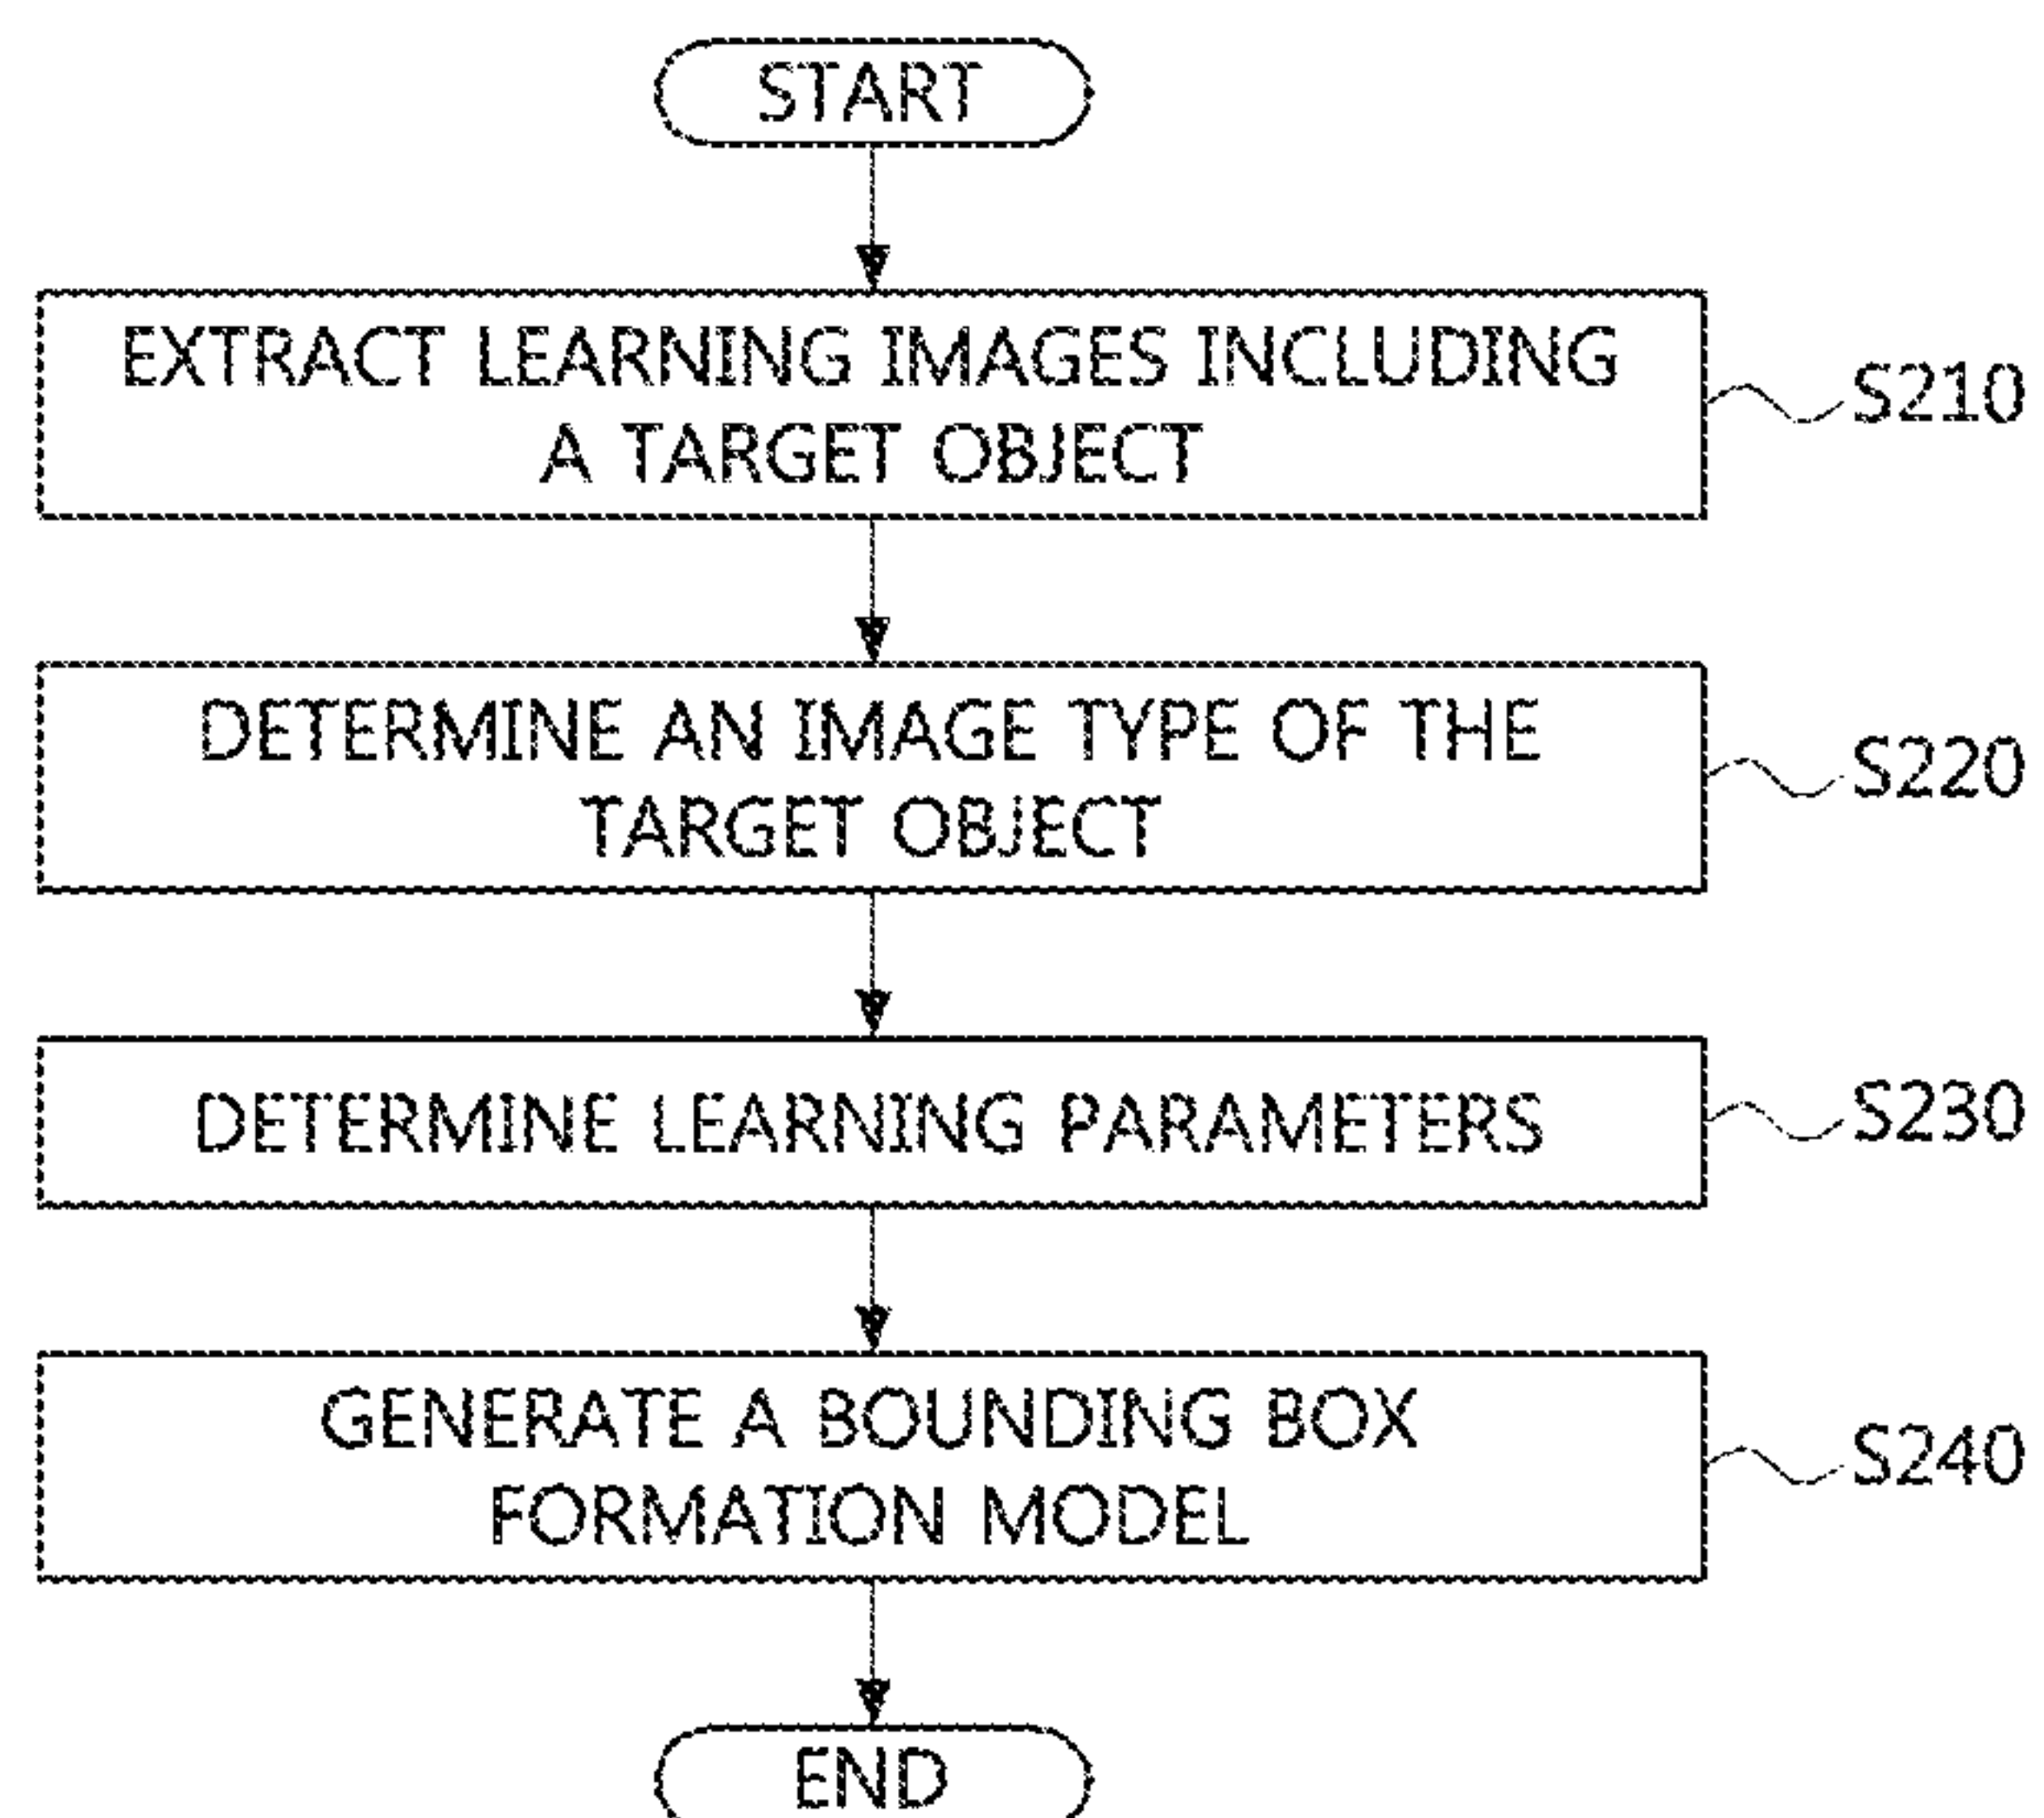 START
EXTRACT LEARNING IMAGES INCLUDING
A TARGET OBJECT
S210
DETERMINE AN IMAGE TYPE OF THE
TARGET OBJECT
S220
DETERMINE LEARNING PARAMETERS
S230
GENERATE A BOUNDING BOX
FORMATION MODEL
S240
END